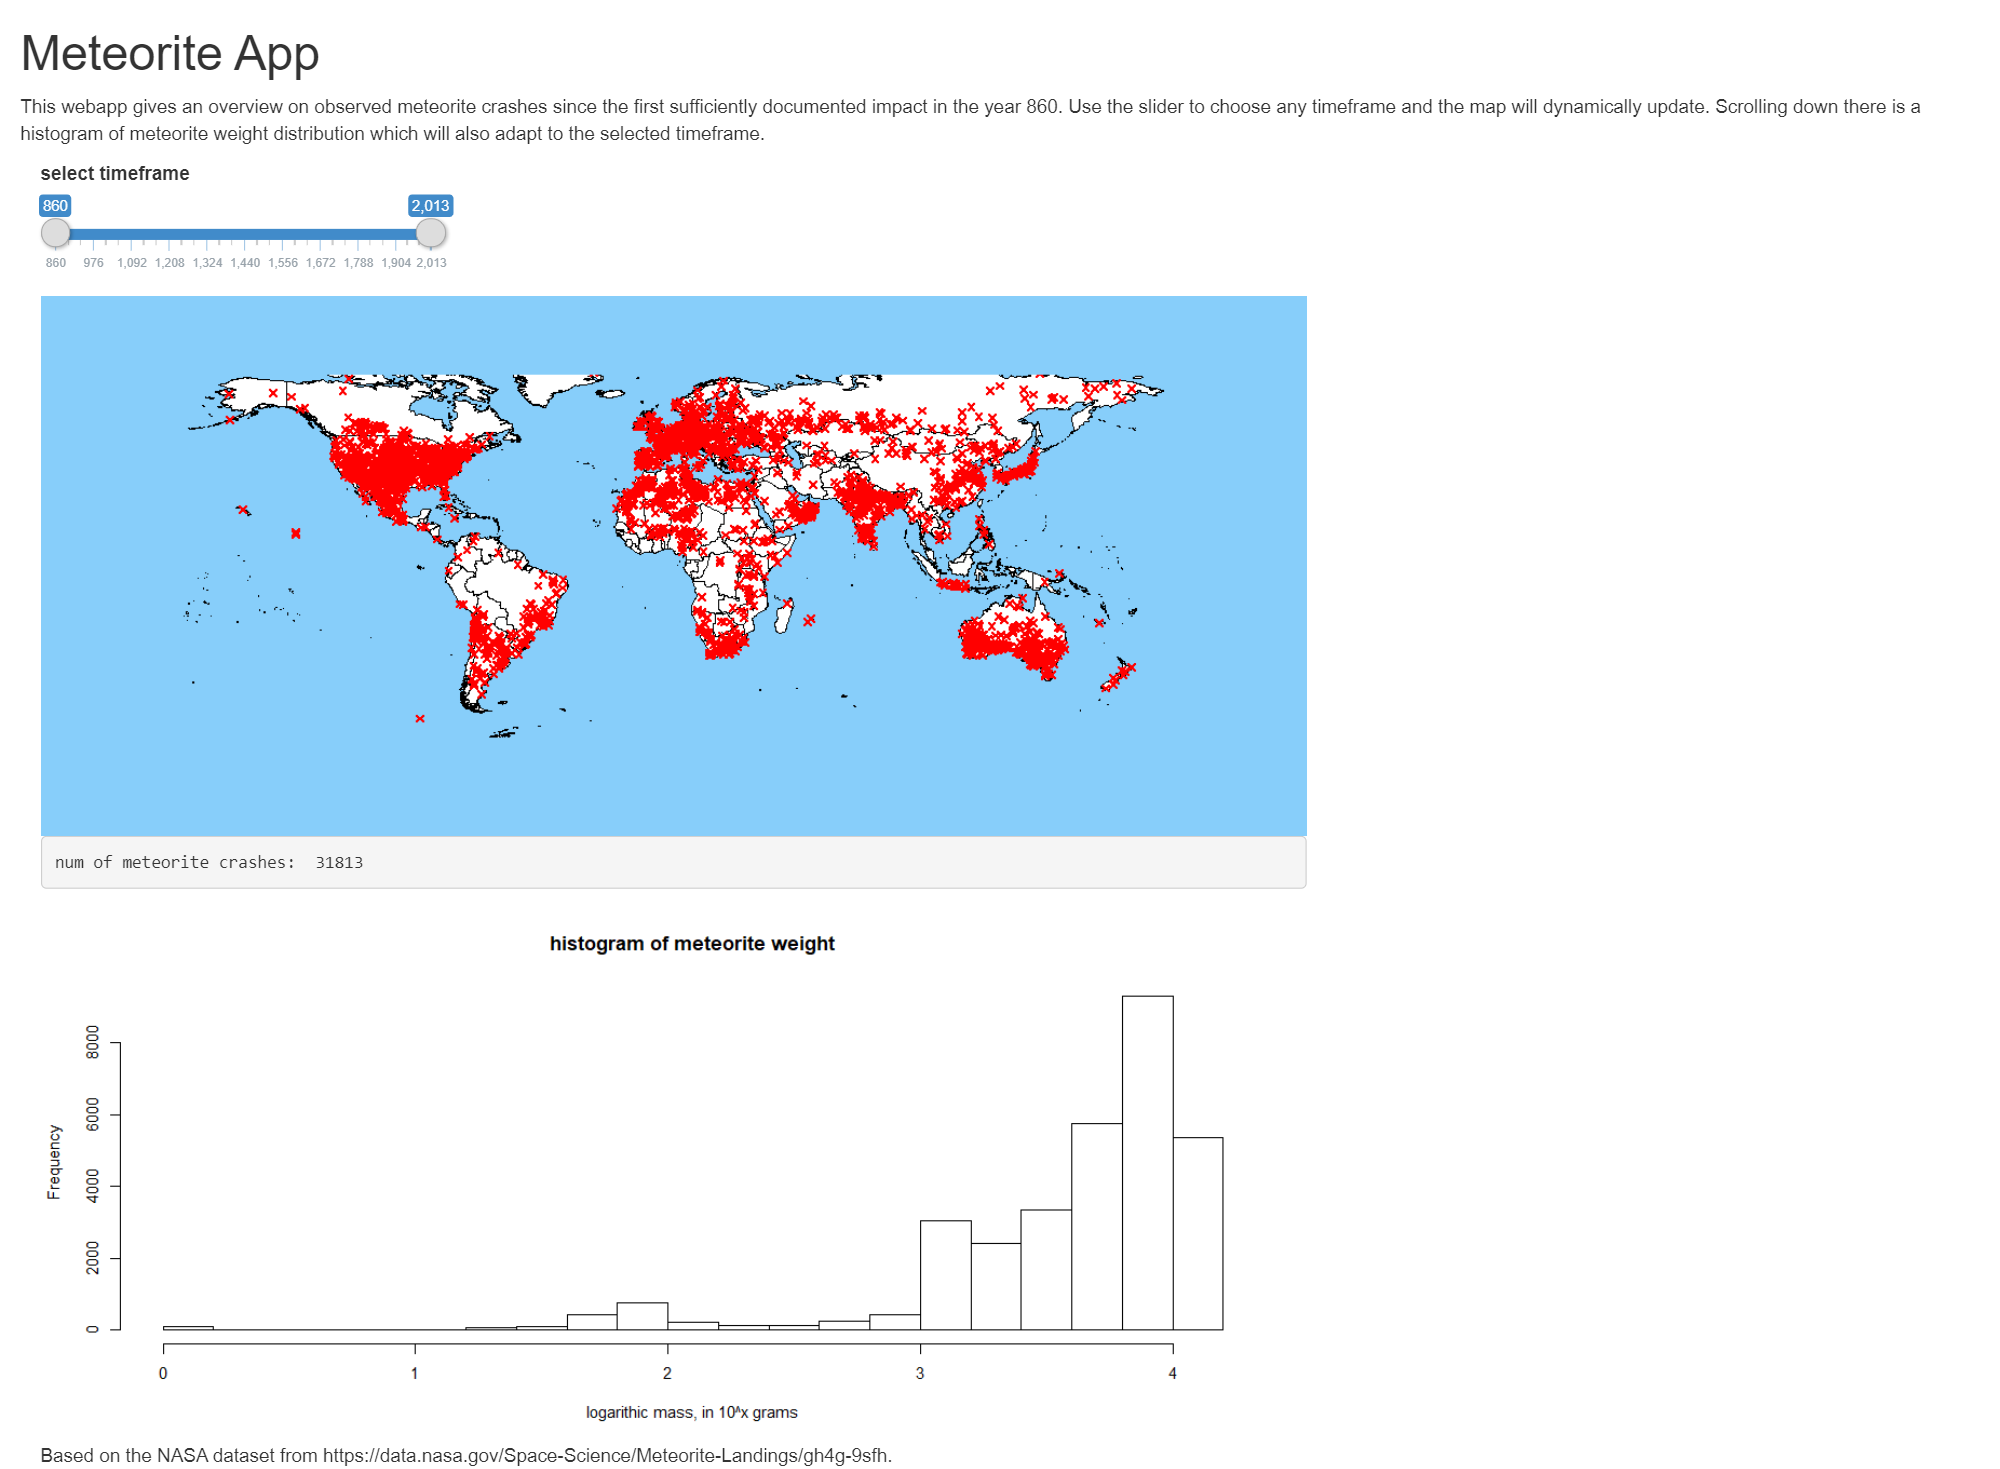 Meteorite App
This webapp gives an overview on observed meteorite crashes since the first sufficiently documented impact in the year 860. Use the slider to choose any timeframe and the map will dynamically update. Scrolling down there is a
histogram of meteorite weight distribution which will also adapt to the selected timeframe.
select timeframe
860 2,013
860 976 1,092 1,208 1,324 1,440 1,556 1,672 1,788 1,904 2,013
num of meteorite crashes:  31813
histogram of meteorite weight
Frequency
8000
6000
4000
2000
0
0 1 2 3 4
logarithic mass, in 10^x grams
Based on the NASA dataset from https://data.nasa.gov/Space-Science/Meteorite-Landings/gh4g-9sfh.